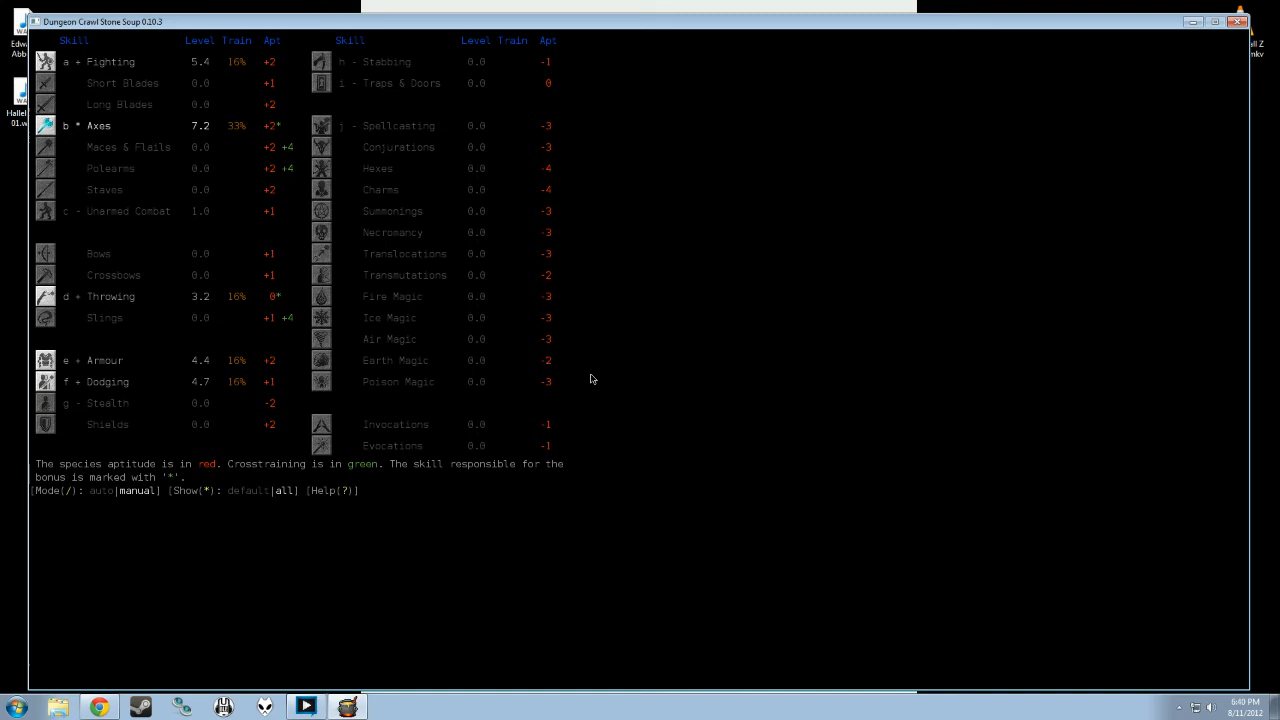 Dungeon Crawl Stone Soup 0.10.3
Skill Level Train Apt Skill Level Train Apt
a + Fighting 5.4 16% +2 h - Stabbing 0.0 -1
Short Blades 0.0 +1 i - Traps & Doors 0.0 0
Long Blades 0.0 +2
b * Axes 7.2 33% +2* j - Spellcasting 0.0 -3
Maces & Flails 0.0 +2 +4 Conjurations 0.0 -3
Polearms 0.0 +2 +4 Hexes 0.0 -4
Staves 0.0 +2 Charms 0.0 -4
c - Unarmed Combat 1.0 +1 Summonings 0.0 -3
Necromancy 0.0 -3
Bows 0.0 +1 Translocations 0.0 -3
Crossbows 0.0 +1 Transmutations 0.0 -2
d + Throwing 3.2 16% 0* Fire Magic 0.0 -3
Slings 0.0 +1 +4 Ice Magic 0.0 -3
Air Magic 0.0 -3
e + Armour 4.4 16% +2 Earth Magic 0.0 -2
f + Dodging 4.7 16% +1 Poison Magic 0.0 -3
g - Stealth 0.0 -2
Shields 0.0 +2 Invocations 0.0 -1
Evocations 0.0 -1
The species aptitude is in red. Crosstraining is in green. The skill responsible for the
bonus is marked with '*'.
[Mode(/): auto|manual] [Show(*): default|all] [Help(?)]
Edw
Abb
Hallel
01.w
all Z
mkv
6:40 PM
8/11/2012